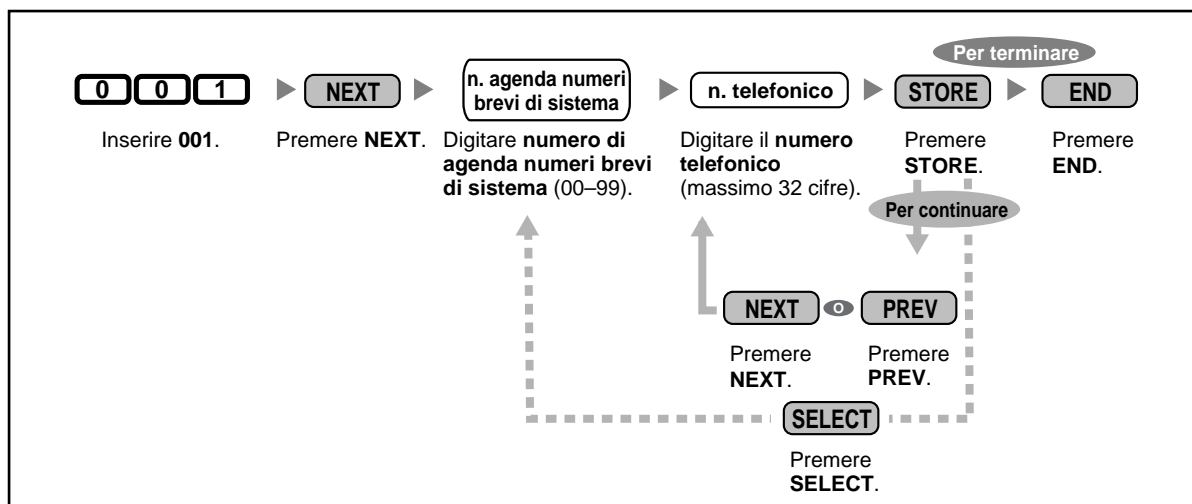 Per terminare
0 0 1
NEXT
n. agenda numeri
brevi di sistema
n. telefonico
STORE
END
Inserire 001.
Premere NEXT.
Digitare numero di
agenda numeri brevi
di sistema (00–99).
Digitare il numero
telefonico
(massimo 32 cifre).
Premere
STORE.
Premere
END.
Per continuare
NEXT
O
PREV
Premere
NEXT.
Premere
PREV.
SELECT
Premere
SELECT.